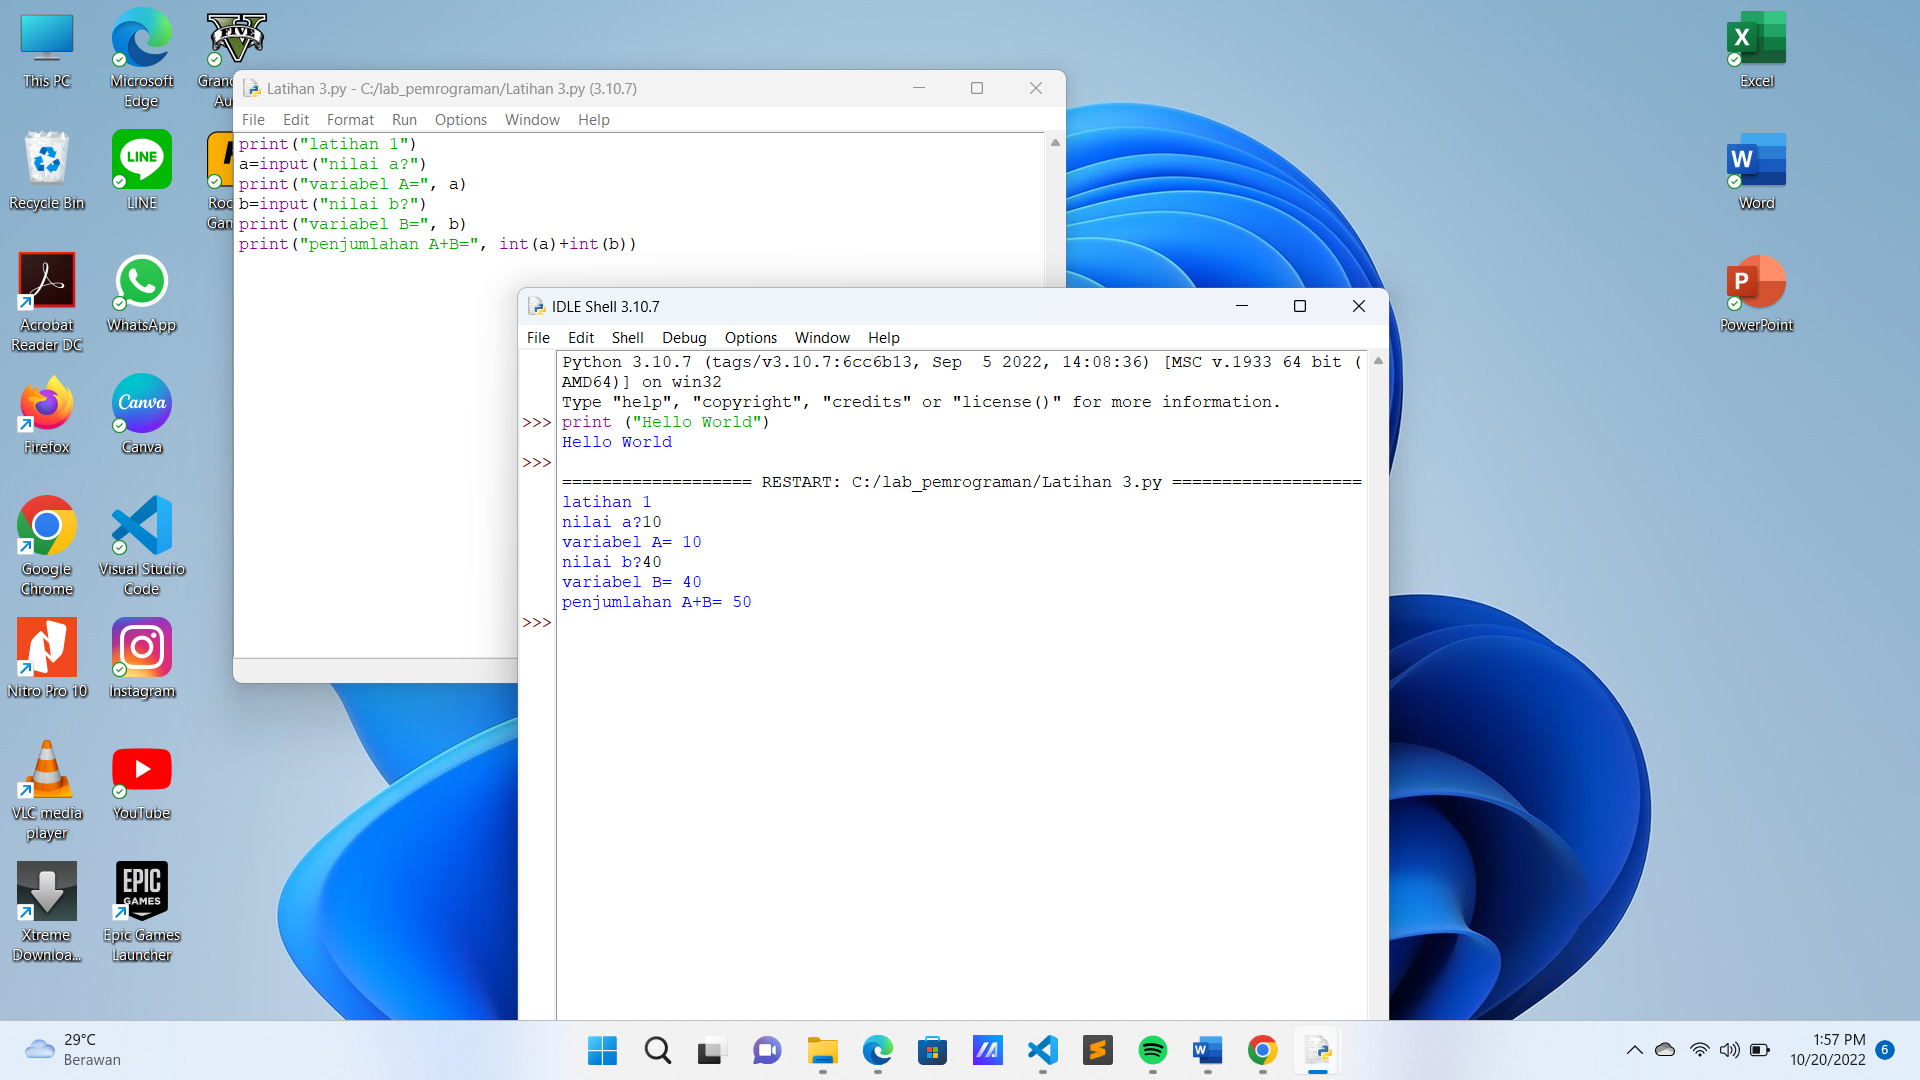 This PC
Microsoft
Edge
Recycle Bin
LINE
LINE
Acrobat
Reader DC
WhatsApp
Firefox
Canva
Canva
Google
Chrome
Visual Studio
Code
Nitro Pro 10
Instagram
VLC media
player
YouTube
Xtreme
Downloa...
EPIC
GAMES
Epic Games
Launcher
FIVE
Latihan 3.py - C:/lab_pemrograman/Latihan 3.py (3.10.7)
File Edit Format Run Options Window Help
print("latihan 1")
a=input("nilai a?")
print("variabel A=", a)
b=input("nilai b?")
print("variabel B=", b)
print("penjumlahan A+B=", int(a)+int(b))
IDLE Shell 3.10.7
File Edit Shell Debug Options Window Help
Python 3.10.7 (tags/v3.10.7:6cc6b13, Sep  5 2022, 14:08:36) [MSC v.1933 64 bit (
AMD64)] on win32
Type "help", "copyright", "credits" or "license()" for more information.
>>> print ("Hello World")
Hello World
>>>
=================== RESTART: C:/lab_pemrograman/Latihan 3.py ===================
latihan 1
nilai a?10
variabel A= 10
nilai b?40
variabel B= 40
penjumlahan A+B= 50
>>>
X
Excel
W
Word
P
PowerPoint
29°C
Berawan
W
1:57 PM
10/20/2022
6